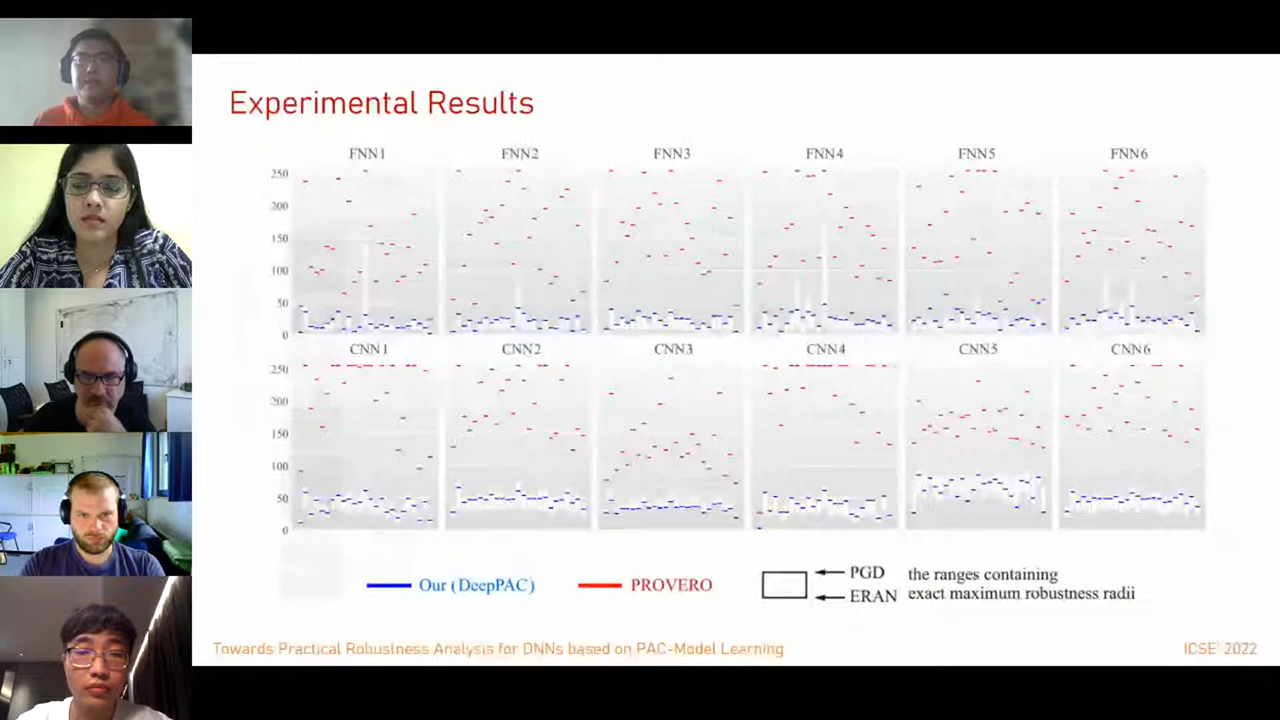 Experimental Results
FNN1 FNN2 FNN3 FNN4 FNN5 FNN6
250
200
150
100
50
0
CNN1 CNN2 CNN3 CNN4 CNN5 CNN6
250
200
150
100
50
0
Our (DeepPAC) PROVERO PGD the ranges containing
ERAN exact maximum robustness radii
Towards Practical Robustness Analysis for DNNs based on PAC-Model Learning ICSE' 2022